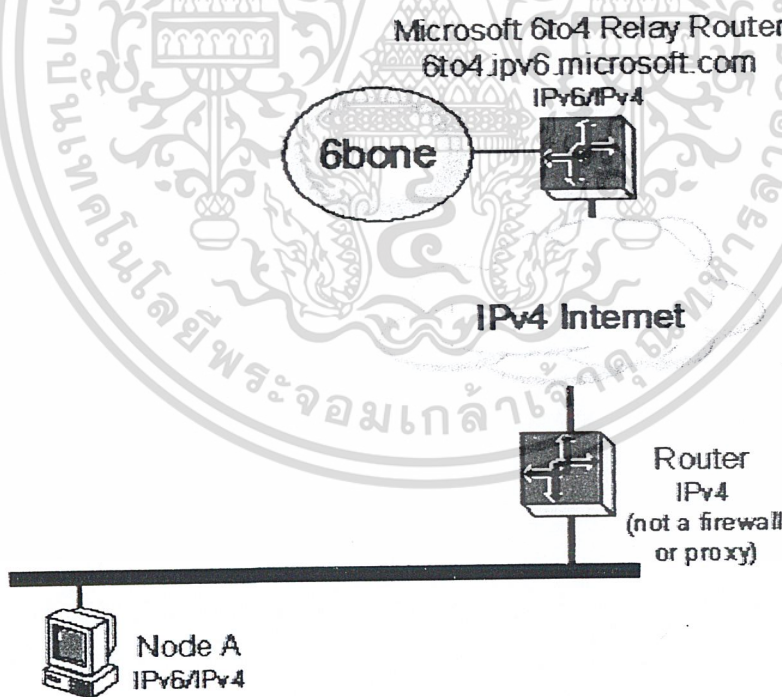 Microsoft 6to4 Relay Router
6to4.ipv6.microsoft.com
IPv6/IPv4
6bone
IPv4 Internet
Router
IPv4
(not a firewall
or proxy)
Node A
IPv6/IPv4